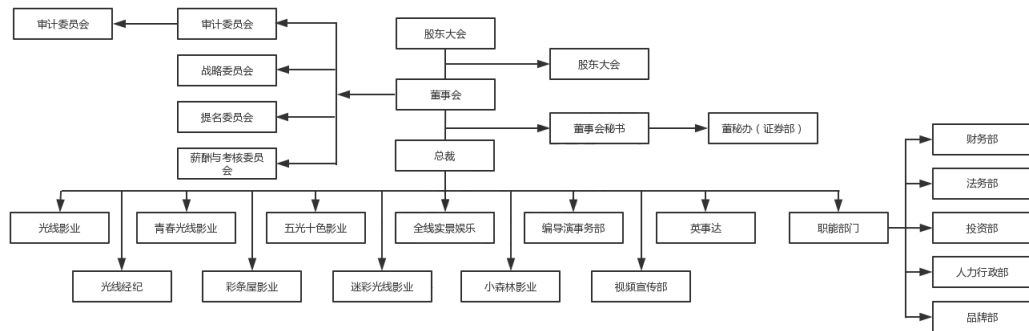 审计委员会
审计委员会
股东大会
战略委员会
股东大会
董事会
提名委员会
董事会秘书
董秘办（证券部）
薪酬与考核委员
会
总裁
财务部
法务部
光线影业
青春光线影业
五光十色影业
全线实景娱乐
编导演事务部
英事达
职能部门
投资部
光线经纪
彩条屋影业
迷彩光线影业
小森林影业
视频宣传部
人力行政部
品牌部